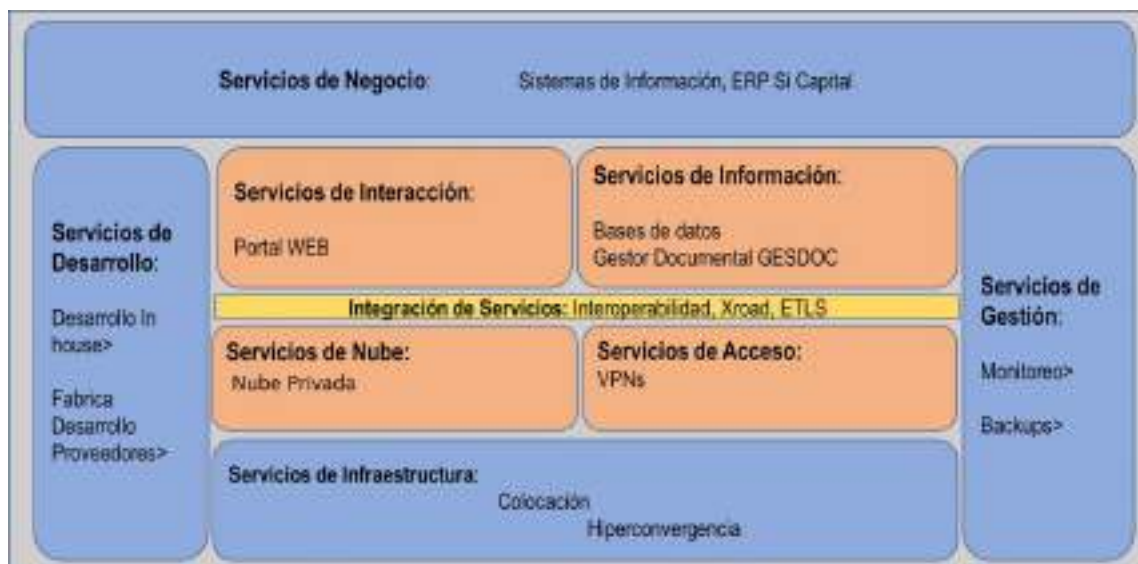 Servicios de Negocio: Sistemas de Información, ERP Si Capital
Servicios de
Desarrollo:
Desarrollo In
house>
Fabrica
Desarrollo
Proveedores>
Servicios de Interacción:
Portal WEB
Servicios de Información:
Bases de datos
Gestor Documental GESDOC
Integración de Servicios: Interoperabilidad, Xroad, ETLS
Servicios de Nube:
Nube Privada
Servicios de Acceso:
VPNs
Servicios de Infraestructura:
Colocación
Hiperconvergencia
Servicios de
Gestión:
Monitoreo>
Backups>